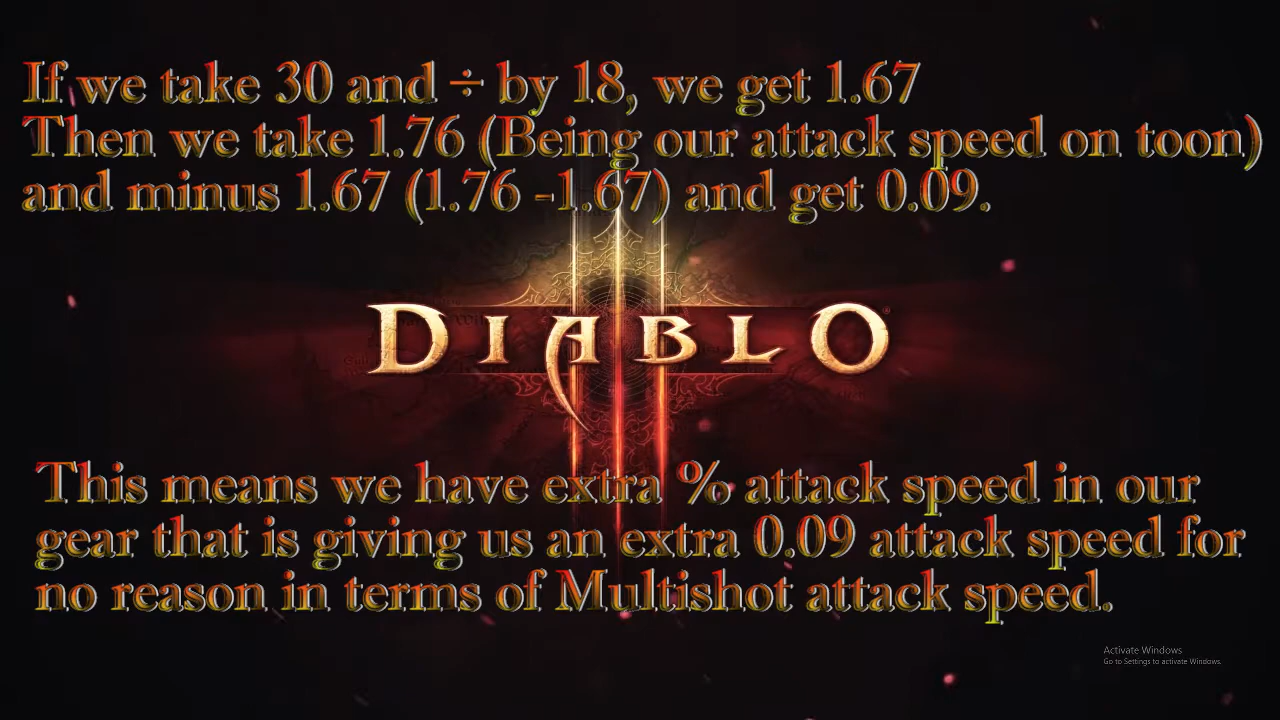 If we take 30 and ÷ by 18, we get 1.67
Then we take 1.76 (Being our attack speed on toon)
and minus 1.67 (1.76 -1.67) and get 0.09.
DIABLO
This means we have extra % attack speed in our
gear that is giving us an extra 0.09 attack speed for
no reason in terms of Multishot attack speed.
Activate Windows
Go to Settings to activate Windows.